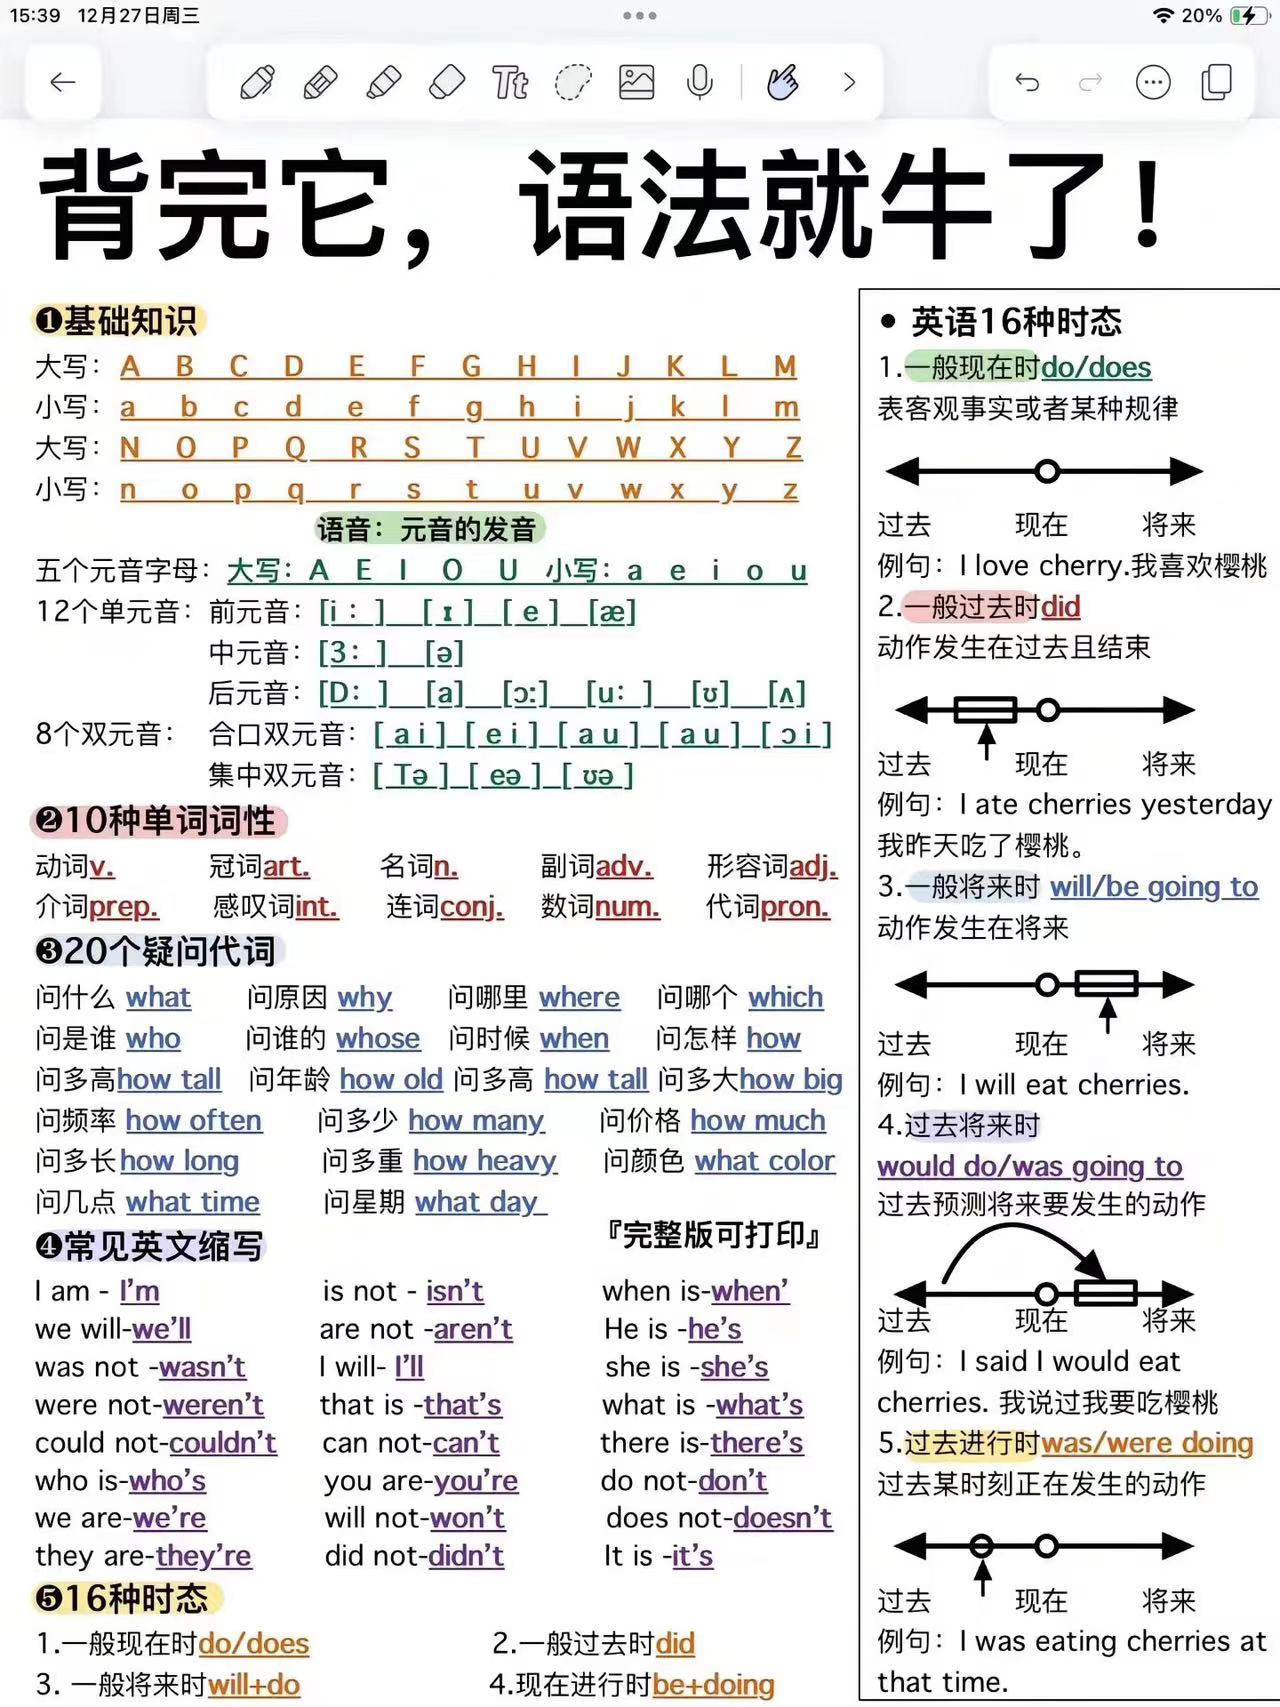 15:39 12月27日周三
20%
Tt
背完它，语法就牛了！
❶基础知识
大写：A B C D E F G H I J K L M
小写：a b c d e f g h i j k l m
大写：N O P Q R S T U V W X Y Z
小写：n o p q r s t u v w x y z
语音：元音的发音
五个元音字母：大写：A E I O U 小写：a e i o u
12个单元音：前元音：[i：] [ɪ] [e] [æ]
中元音：[3：] [ə]
后元音：[D：] [a] [ɔ:] [u：] [ʊ] [ʌ]
8个双元音： 合口双元音：[ai] [ei] [au] [au] [ɔi]
集中双元音：[Tə] [eə] [ʊə]
❷10种单词词性
动词v. 冠词art. 名词n. 副词adv. 形容词adj.
介词prep. 感叹词int. 连词conj. 数词num. 代词pron.
❸20个疑问代词
问什么 what 问原因 why 问哪里 where 问哪个 which
问是谁 who 问谁的 whose 问时候 when 问怎样 how
问多高how tall 问年龄 how old 问多高 how tall 问多大how big
问频率 how often 问多少 how many 问价格 how much
问多长how long 问多重 how heavy 问颜色 what color
问几点 what time 问星期 what day
『完整版可打印』
❹常见英文缩写
I am - I’m is not - isn’t when is-when’
we will-we’ll are not -aren’t He is -he’s
was not -wasn’t I will- I’ll she is -she’s
were not-weren’t that is -that’s what is -what’s
could not-couldn’t can not-can’t there is-there’s
who is-who’s you are-you’re do not-don’t
we are-we’re will not-won’t does not-doesn’t
they are-they’re did not-didn’t It is -it’s
❺16种时态
1.一般现在时do/does 2.一般过去时did
3. 一般将来时will+do 4.现在进行时be+doing
• 英语16种时态
1.一般现在时do/does
表客观事实或者某种规律
过去 现在 将来
例句：I love cherry.我喜欢樱桃
2.一般过去时did
动作发生在过去且结束
过去 现在 将来
例句：I ate cherries yesterday
我昨天吃了樱桃。
3.一般将来时 will/be going to
动作发生在将来
过去 现在 将来
例句：I will eat cherries.
4.过去将来时
would do/was going to
过去预测将来要发生的动作
过去 现在 将来
例句：I said I would eat
cherries. 我说过我要吃樱桃
5.过去进行时was/were doing
过去某时刻正在发生的动作
过去 现在 将来
例句：I was eating cherries at
that time.